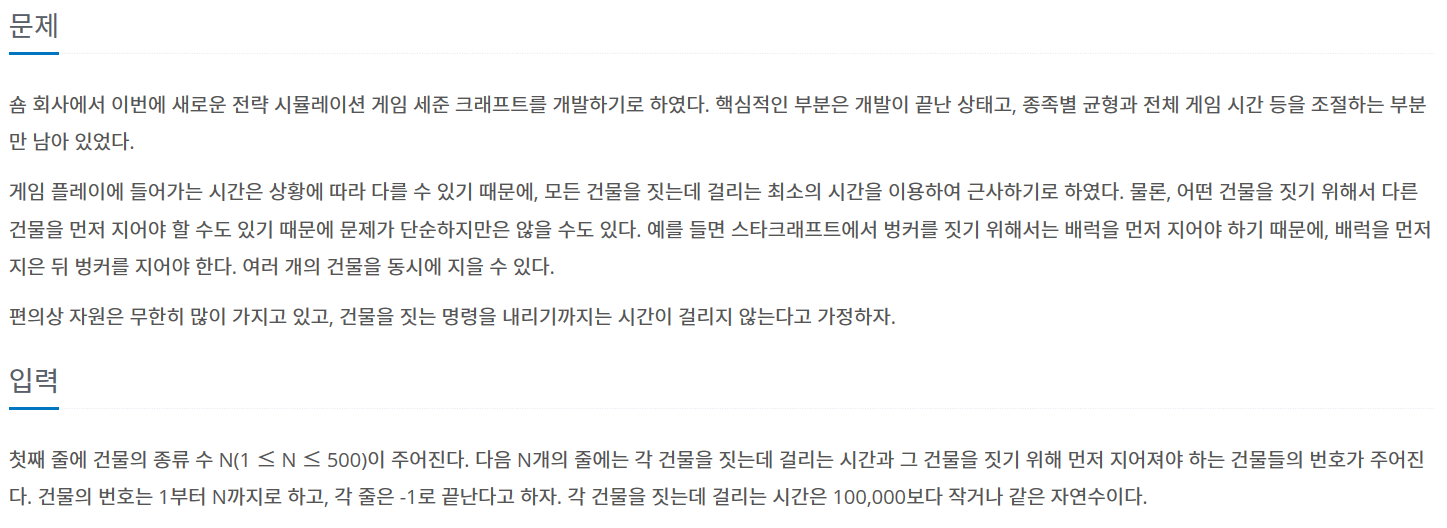 문제
숌 회사에서 이번에 새로운 전략 시뮬레이션 게임 세준 크래프트를 개발하기로 하였다. 핵심적인 부분은 개발이 끝난 상태고, 종족별 균형과 전체 게임 시간 등을 조절하는 부분
만 남아 있었다.
게임 플레이에 들어가는 시간은 상황에 따라 다를 수 있기 때문에, 모든 건물을 짓는데 걸리는 최소의 시간을 이용하여 근사하기로 하였다. 물론, 어떤 건물을 짓기 위해서 다른
건물을 먼저 지어야 할 수도 있기 때문에 문제가 단순하지만은 않을 수도 있다. 예를 들면 스타크래프트에서 벙커를 짓기 위해서는 배럭을 먼저 지어야 하기 때문에, 배럭을 먼저
지은 뒤 벙커를 지어야 한다. 여러 개의 건물을 동시에 지을 수 있다.
편의상 자원은 무한히 많이 가지고 있고, 건물을 짓는 명령을 내리기까지는 시간이 걸리지 않는다고 가정하자.
입력
첫째 줄에 건물의 종류 수 N(1 ≤ N ≤ 500)이 주어진다. 다음 N개의 줄에는 각 건물을 짓는데 걸리는 시간과 그 건물을 짓기 위해 먼저 지어져야 하는 건물들의 번호가 주어진
다. 건물의 번호는 1부터 N까지로 하고, 각 줄은 -1로 끝난다고 하자. 각 건물을 짓는데 걸리는 시간은 100,000보다 작거나 같은 자연수이다.